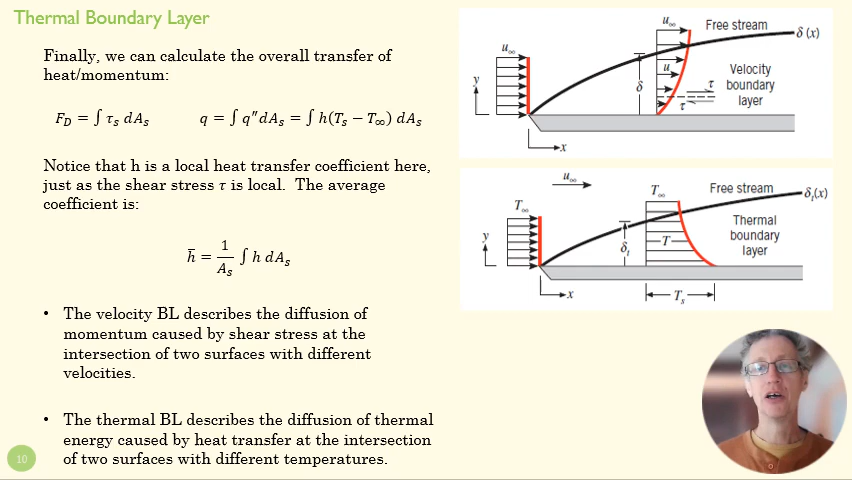 Thermal Boundary Layer
Finally, we can calculate the overall transfer of
heat/momentum:
F_D = ∫ τ_s dA_s
q = ∫ q″dA_s = ∫ h(T_s − T_∞) dA_s
Notice that h is a local heat transfer coefficient here,
just as the shear stress τ is local. The average
coefficient is:
h̄ = 1/A_s ∫ h dA_s
• The velocity BL describes the diffusion of
momentum caused by shear stress at the
intersection of two surfaces with different
velocities.
• The thermal BL describes the diffusion of thermal
energy caused by heat transfer at the intersection
of two surfaces with different temperatures.
10
u_∞
Free stream
δ(x)
u_∞
y
δ
u
τ
τ
Velocity
boundary
layer
x
u_∞
T_∞
T_∞
Free stream
δ_t(x)
y
δ_t
T
Thermal
boundary
layer
x
T_s